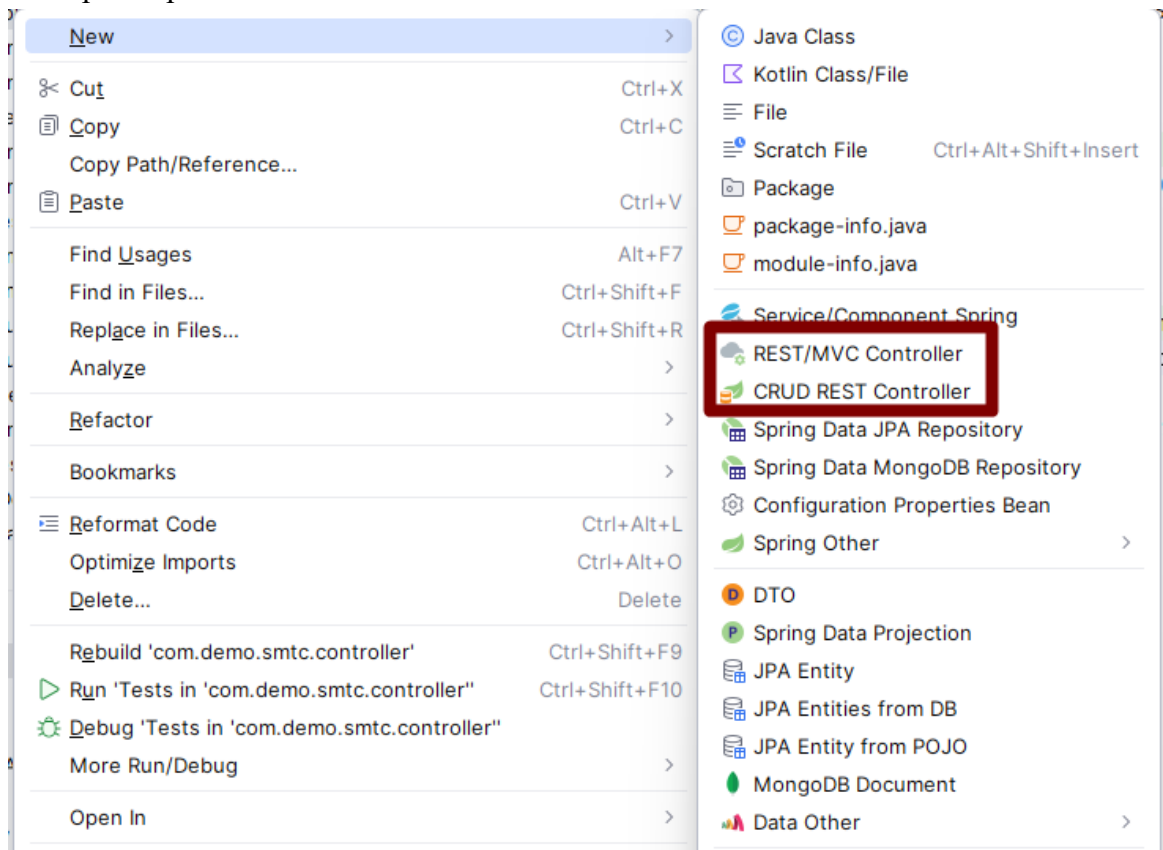 New
Cut Ctrl+X
Copy Ctrl+C
Copy Path/Reference...
Paste Ctrl+V
Find Usages Alt+F7
Find in Files... Ctrl+Shift+F
Replace in Files... Ctrl+Shift+R
Analyze
Refactor
Bookmarks
Reformat Code Ctrl+Alt+L
Optimize Imports Ctrl+Alt+O
Delete... Delete
Rebuild 'com.demo.smtc.controller' Ctrl+Shift+F9
Run 'Tests in 'com.demo.smtc.controller'' Ctrl+Shift+F10
Debug 'Tests in 'com.demo.smtc.controller''
More Run/Debug
Open In
Java Class
Kotlin Class/File
File
Scratch File Ctrl+Alt+Shift+Insert
Package
package-info.java
module-info.java
Service/Component Spring
REST/MVC Controller
CRUD REST Controller
Spring Data JPA Repository
Spring Data MongoDB Repository
Configuration Properties Bean
Spring Other
DTO
Spring Data Projection
JPA Entity
JPA Entities from DB
JPA Entity from POJO
MongoDB Document
Data Other